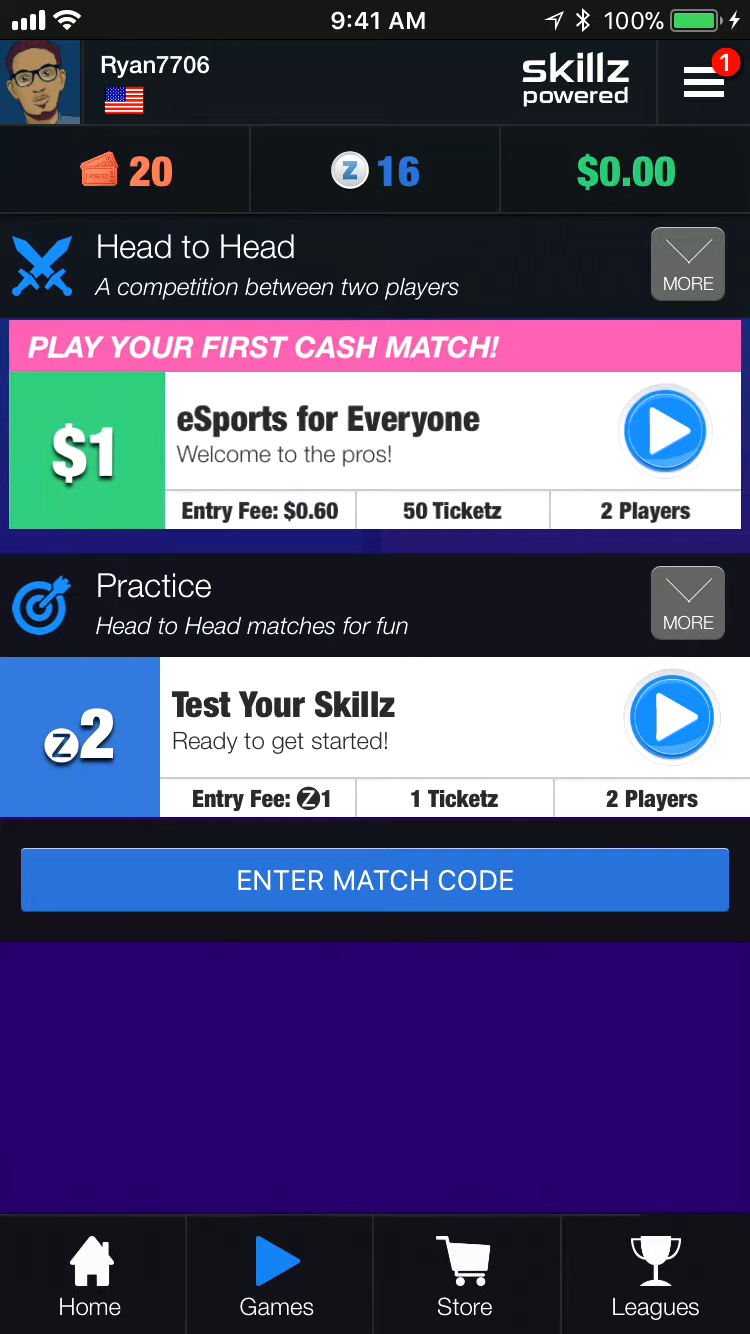 9:41 AM
100%
Ryan7706
skillz
powered
1
20
Z 16
$0.00
Head to Head
A competition between two players
MORE
PLAY YOUR FIRST CASH MATCH!
$1
eSports for Everyone
Welcome to the pros!
Entry Fee: $0.60
50 Ticketz
2 Players
Practice
Head to Head matches for fun
MORE
Z2
Test Your Skillz
Ready to get started!
Entry Fee: Z1
1 Ticketz
2 Players
ENTER MATCH CODE
Home
Games
Store
Leagues